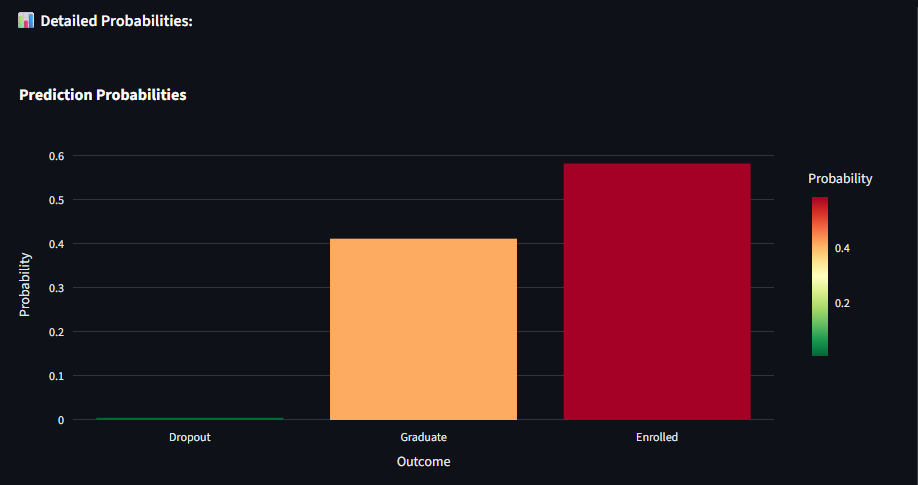 📊 Detailed Probabilities:
Prediction Probabilities
0.6
0.5
0.4
0.3
0.2
0.1
0
Probability
Dropout
Graduate
Enrolled
Outcome
Probability
0.4
0.2